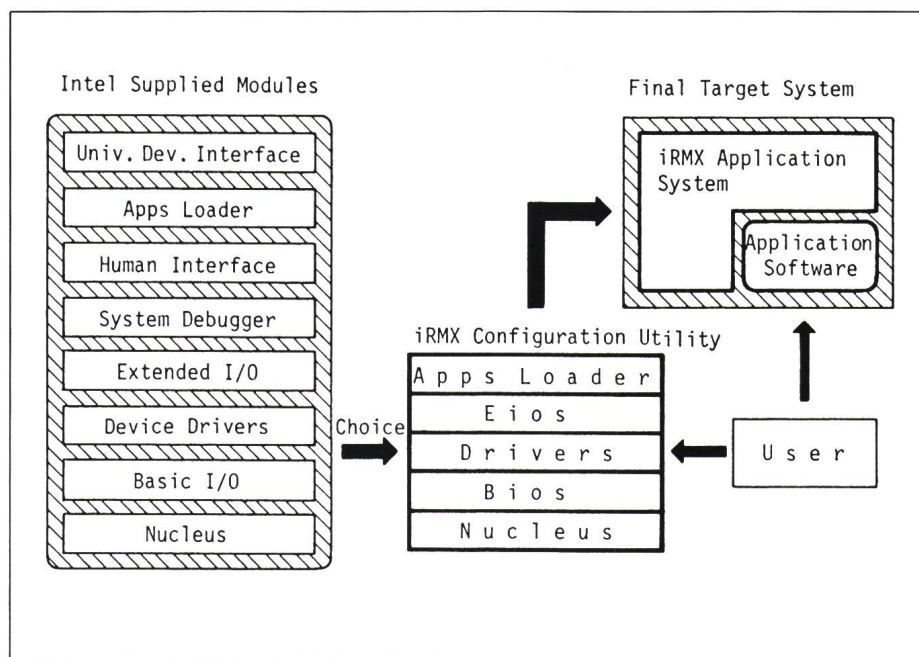 Intel Supplied Modules
Univ. Dev. Interface
Apps Loader
Human Interface
System Debugger
Extended I/O
Device Drivers
Basic I/O
Nucleus
Choice
iRMX Configuration Utility
Apps Loader
Eios
Drivers
Bios
Nucleus
Final Target System
iRMX Application
System
Application
Software
User